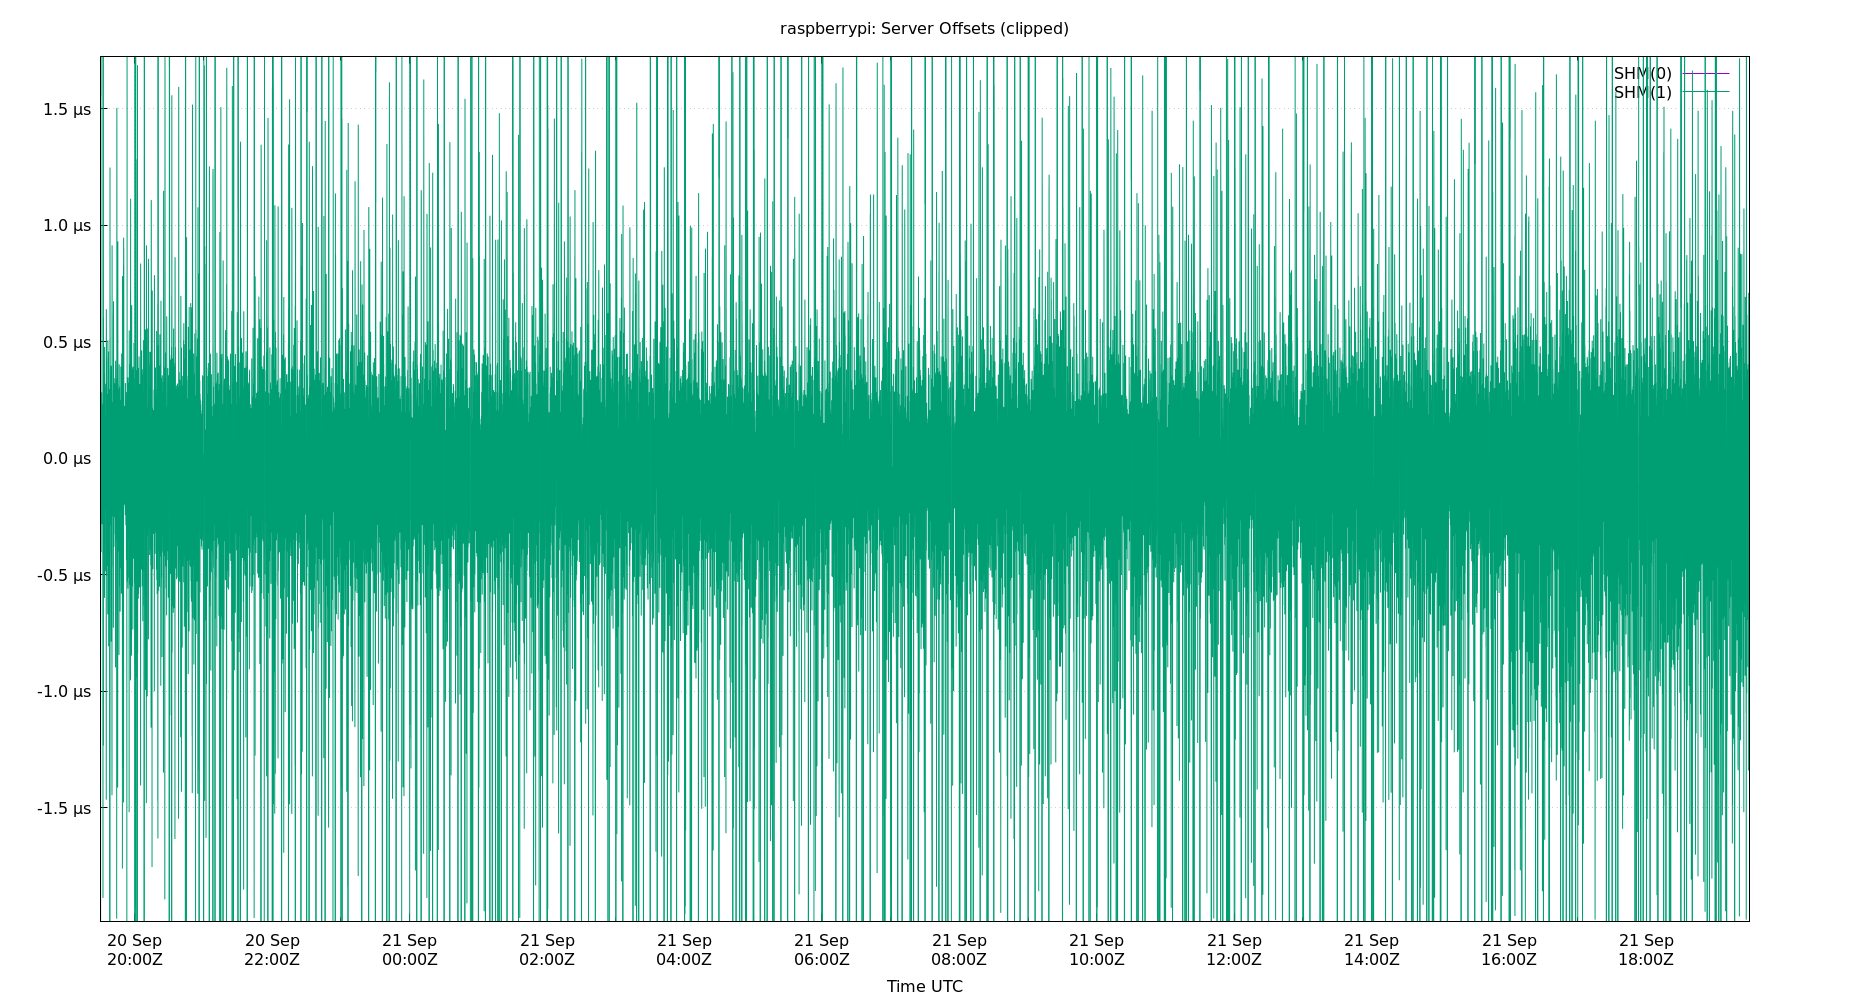 raspberrypi: Server Offsets (clipped)
SHM(0)
SHM(1)
1.5 µs
1.0 µs
0.5 µs
0.0 µs
-0.5 µs
-1.0 µs
-1.5 µs
20 Sep 20 Sep 21 Sep 21 Sep 21 Sep 21 Sep 21 Sep 21 Sep 21 Sep 21 Sep 21 Sep 21 Sep
20:00Z 22:00Z 00:00Z 02:00Z 04:00Z 06:00Z 08:00Z 10:00Z 12:00Z 14:00Z 16:00Z 18:00Z
Time UTC